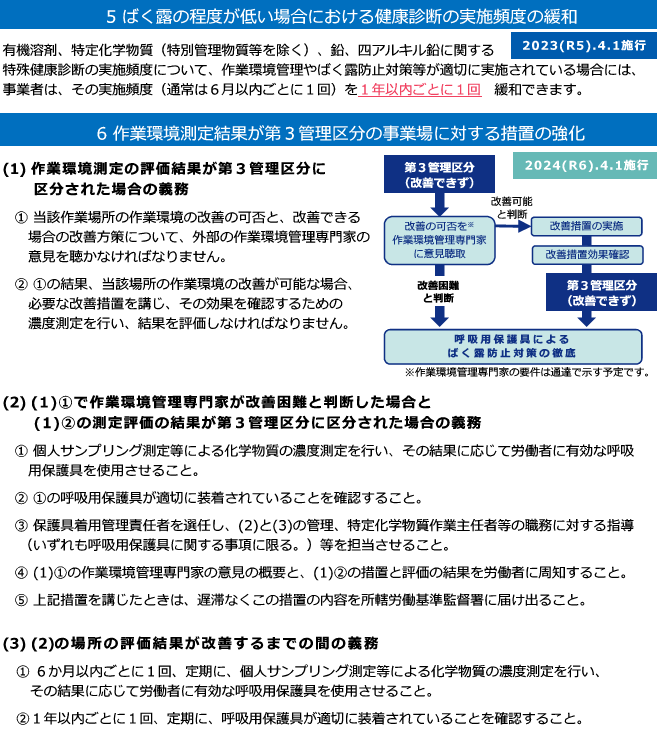 5 ばく露の程度が低い場合における健康診断の実施頻度の緩和
2023(R5).4.1施行
有機溶剤、特定化学物質（特別管理物質等を除く）、鉛、四アルキル鉛に関する
特殊健康診断の実施頻度について、作業環境管理やばく露防止対策等が適切に実施されている場合には、
事業者は、その実施頻度（通常は６月以内ごとに１回）を１年以内ごとに１回　緩和できます。
6 作業環境測定結果が第３管理区分の事業場に対する措置の強化
2024(R6).4.1施行
(1) 作業環境測定の評価結果が第３管理区分に
区分された場合の義務
① 当該作業場所の作業環境の改善の可否と、改善できる
場合の改善方策について、外部の作業環境管理専門家の
意見を聴かなければなりません。
② ①の結果、当該場所の作業環境の改善が可能な場合、
必要な改善措置を講じ、その効果を確認するための
濃度測定を行い、結果を評価しなければなりません。
第３管理区分
（改善できず）
改善の可否を※
作業環境管理専門家
に意見聴取
改善可能
と判断
改善措置の実施
改善措置効果確認
第３管理区分
（改善できず）
改善困難
と判断
呼吸用保護具による
ばく露防止対策の徹底
※作業環境管理専門家の要件は通達で示す予定です。
(2) (1)①で作業環境管理専門家が改善困難と判断した場合と
(1)②の測定評価の結果が第３管理区分に区分された場合の義務
① 個人サンプリング測定等による化学物質の濃度測定を行い、その結果に応じて労働者に有効な呼吸
用保護具を使用させること。
② ①の呼吸用保護具が適切に装着されていることを確認すること。
③ 保護具着用管理責任者を選任し、(2)と(3)の管理、特定化学物質作業主任者等の職務に対する指導
（いずれも呼吸用保護具に関する事項に限る。）等を担当させること。
④ (1)①の作業環境管理専門家の意見の概要と、(1)②の措置と評価の結果を労働者に周知すること。
⑤ 上記措置を講じたときは、遅滞なくこの措置の内容を所轄労働基準監督署に届け出ること。
(3) (2)の場所の評価結果が改善するまでの間の義務
① ６か月以内ごとに１回、定期に、個人サンプリング測定等による化学物質の濃度測定を行い、
その結果に応じて労働者に有効な呼吸用保護具を使用させること。
②１年以内ごとに１回、定期に、呼吸用保護具が適切に装着されていることを確認すること。